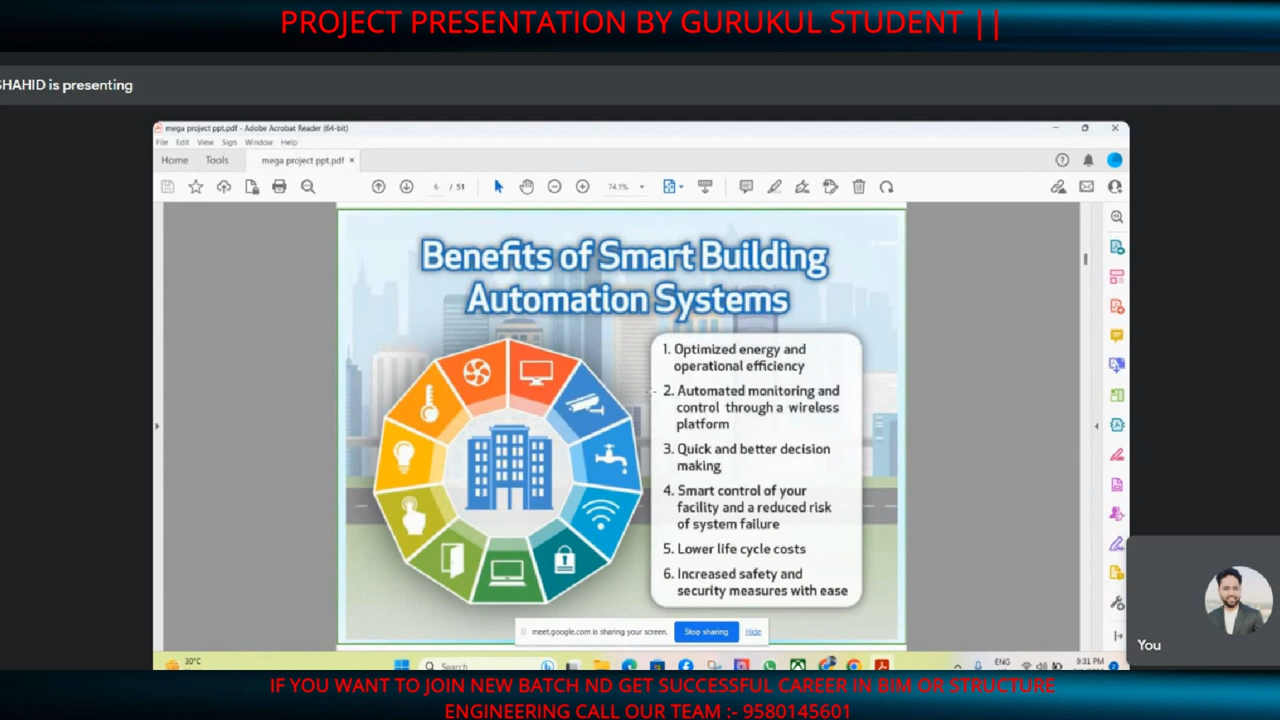 PROJECT PRESENTATION BY GURUKUL STUDENT ||
SHAHID is presenting
mega project ppt.pdf - Adobe Acrobat Reader (64-bit)
File Edit View Sign Window Help
Home Tools mega project ppt.pdf ×
6 / 51 74.1%
Benefits of Smart Building
Automation Systems
1. Optimized energy and
operational efficiency
2. Automated monitoring and
control through a wireless
platform
3. Quick and better decision
making
4. Smart control of your
facility and a reduced risk
of system failure
5. Lower life cycle costs
6. Increased safety and
security measures with ease
meet.google.com is sharing your screen. Stop sharing Hide
You
30°C Search ENG 9:31 PM
IF YOU WANT TO JOIN NEW BATCH ND GET SUCCESSFUL CAREER IN BIM OR STRUCTURE
ENGINEERING CALL OUR TEAM :- 9580145601